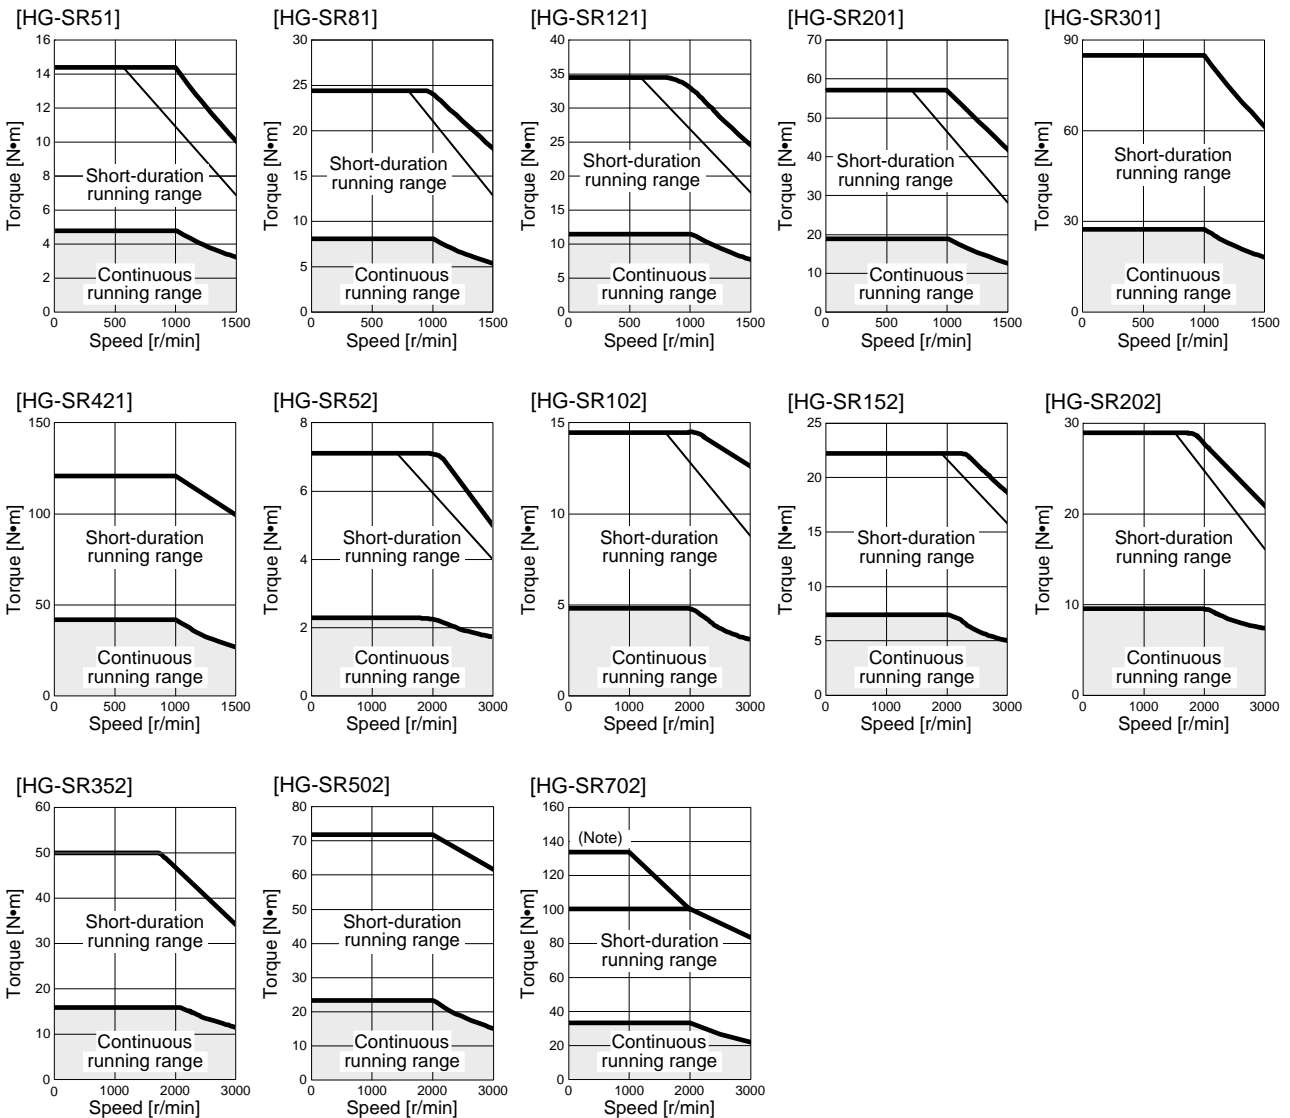 [HG-SR51]
16
14
12
10
8
6
4
2
0
Torque [N•m]
Short-duration
running range
Continuous
running range
0 500 1000 1500
Speed [r/min]
[HG-SR81]
30
25
20
15
10
5
0
Torque [N•m]
Short-duration
running range
Continuous
running range
0 500 1000 1500
Speed [r/min]
[HG-SR121]
40
35
30
25
20
15
10
5
0
Torque [N•m]
Short-duration
running range
Continuous
running range
0 500 1000 1500
Speed [r/min]
[HG-SR201]
70
60
50
40
30
20
10
0
Torque [N•m]
Short-duration
running range
Continuous
running range
0 500 1000 1500
Speed [r/min]
[HG-SR301]
90
60
30
0
Torque [N•m]
Short-duration
running range
Continuous
running range
0 500 1000 1500
Speed [r/min]
[HG-SR421]
150
100
50
0
Torque [N•m]
Short-duration
running range
Continuous
running range
0 500 1000 1500
Speed [r/min]
[HG-SR52]
8
6
4
2
0
Torque [N•m]
Short-duration
running range
Continuous
running range
0 1000 2000 3000
Speed [r/min]
[HG-SR102]
15
10
5
0
Torque [N•m]
Short-duration
running range
Continuous
running range
0 1000 2000 3000
Speed [r/min]
[HG-SR152]
25
22
15
10
5
0
Torque [N•m]
Short-duration
running range
Continuous
running range
0 1000 2000 3000
Speed [r/min]
[HG-SR202]
30
20
10
0
Torque [N•m]
Short-duration
running range
Continuous
running range
0 1000 2000 3000
Speed [r/min]
[HG-SR352]
60
50
40
30
20
10
0
Torque [N•m]
Short-duration
running range
Continuous
running range
0 1000 2000 3000
Speed [r/min]
[HG-SR502]
80
70
60
50
40
30
20
10
0
Torque [N•m]
Short-duration
running range
Continuous
running range
0 1000 2000 3000
Speed [r/min]
[HG-SR702]
160
140
120
100
80
60
40
20
0
Torque [N•m]
(Note)
Short-duration
running range
Continuous
running range
0 1000 2000 3000
Speed [r/min]